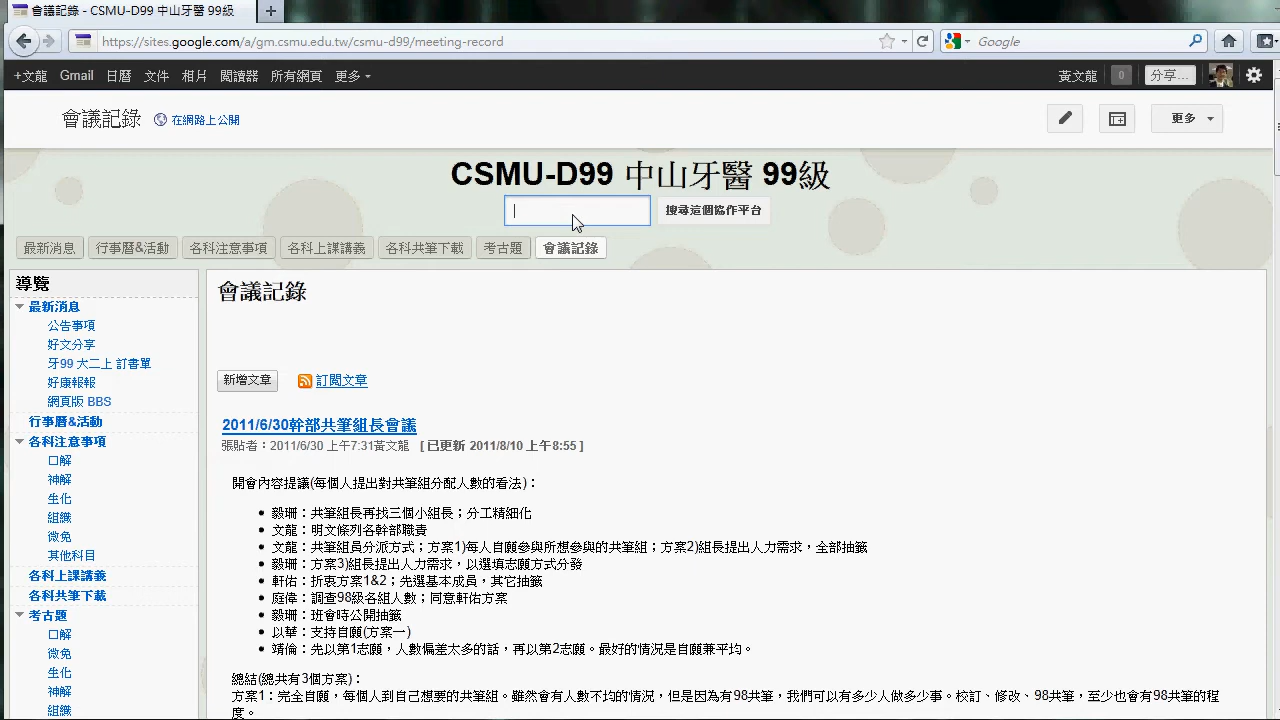 會議記錄 - CSMU-D99 中山牙醫 99級
https://sites.google.com/a/gm.csmu.edu.tw/csmu-d99/meeting-record
Google
+文龍 Gmail 日曆 文件 相片 閱讀器 所有網頁 更多
黃文龍 0 分享...
會議記錄 在網路上公開
更多
CSMU-D99 中山牙醫 99級
搜尋這個協作平台
最新消息 行事曆&活動 各科注意事項 各科上課講義 各科共筆下載 考古題 會議記錄
導覽
最新消息
公告事項
好文分享
牙99 大二上 訂書單
好康報報
網頁版 BBS
行事曆&活動
各科注意事項
口解
神解
生化
組織
微免
其他科目
各科上課講義
各科共筆下載
考古題
口解
微免
生化
神解
組織
會議記錄
新增文章 訂閱文章
2011/6/30幹部共筆組長會議
張貼者：2011/6/30 上午7:31黃文龍 [ 已更新 2011/8/10 上午8:55 ]
開會內容提議(每個人提出對共筆組分配人數的看法)：
• 毅珊：共筆組長再找三個小組長；分工精細化
• 文龍：明文條列各幹部職責
• 文龍：共筆組員分派方式；方案1)每人自願參與所想參與的共筆組；方案2)組長提出人力需求，全部抽籤
• 毅珊：方案3)組長提出人力需求，以選填志願方式分發
• 軒佑：折衷方案1&2；先選基本成員，其它抽籤
• 庭偉：調查98級各組人數；同意軒佑方案
• 毅珊：班會時公開抽籤
• 以華：支持自願(方案一)
• 靖倫：先以第1志願，人數偏差太多的話，再以第2志願。最好的情況是自願兼平均。
總結(總共有3個方案)：
方案1：完全自願，每個人到自己想要的共筆組。雖然會有人數不均的情況，但是因為有98共筆，我們可以有多少人做多少事。校訂、修改、98共筆，至少也會有98共筆的程
度。